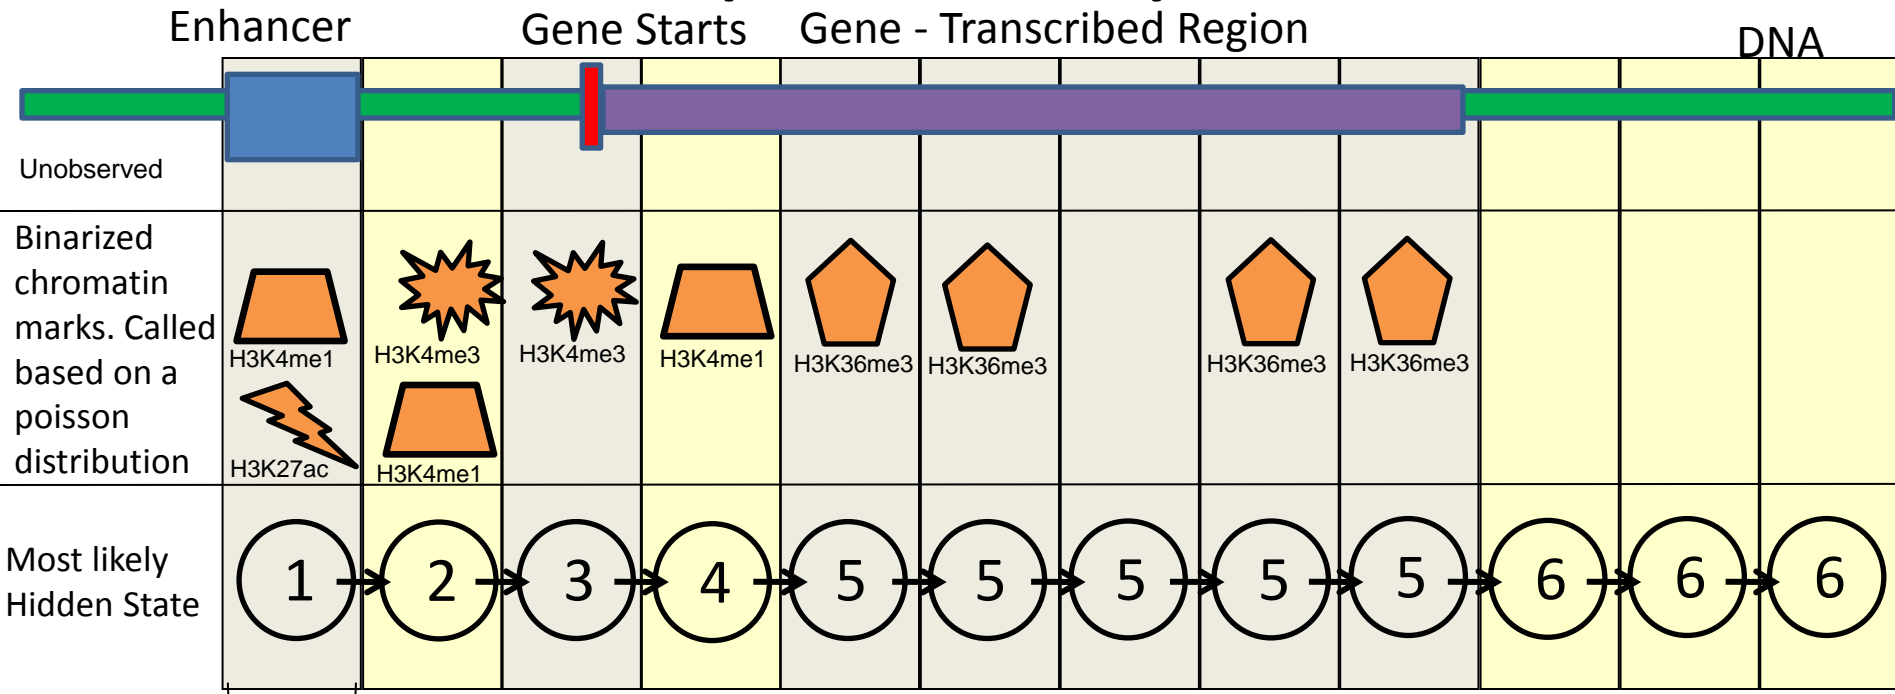 Enhancer
Gene Starts
Gene - Transcribed Region
DNA
Unobserved
Binarized
chromatin
marks. Called
based on a
poisson
distribution
H3K4me1
H3K4me3
H3K4me3
H3K4me1
H3K36me3
H3K36me3
H3K36me3
H3K36me3
H3K27ac
H3K4me1
Most likely
Hidden State
1 2 3 4 5 5 5 5 5 6 6 6